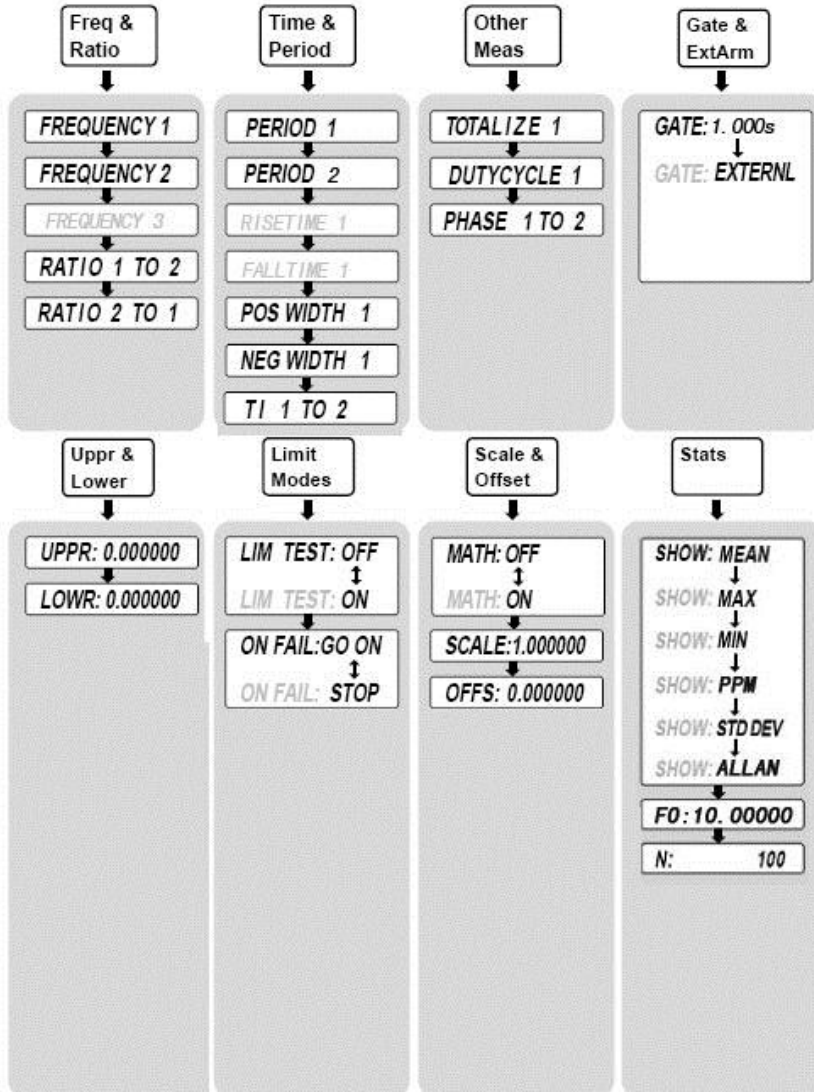 Freq &
Ratio
FREQUENCY 1
FREQUENCY 2
FREQUENCY 3
RATIO 1 TO 2
RATIO 2 TO 1
Time &
Period
PERIOD 1
PERIOD 2
RISETIME 1
FALLTIME 1
POS WIDTH 1
NEG WIDTH 1
TI 1 TO 2
Other
Meas
TOTALIZE 1
DUTYCYCLE 1
PHASE 1 TO 2
Gate &
ExtArm
GATE: 1. 000s
GATE: EXTERNL
Uppr &
Lower
UPPR: 0.000000
LOWR: 0.000000
Limit
Modes
LIM TEST: OFF
LIM TEST: ON
ON FAIL:GO ON
ON FAIL: STOP
Scale &
Offset
MATH: OFF
MATH: ON
SCALE:1.000000
OFFS: 0.000000
Stats
SHOW: MEAN
SHOW: MAX
SHOW: MIN
SHOW: PPM
SHOW: STD DEV
SHOW: ALLAN
F0:10. 00000
N: 100